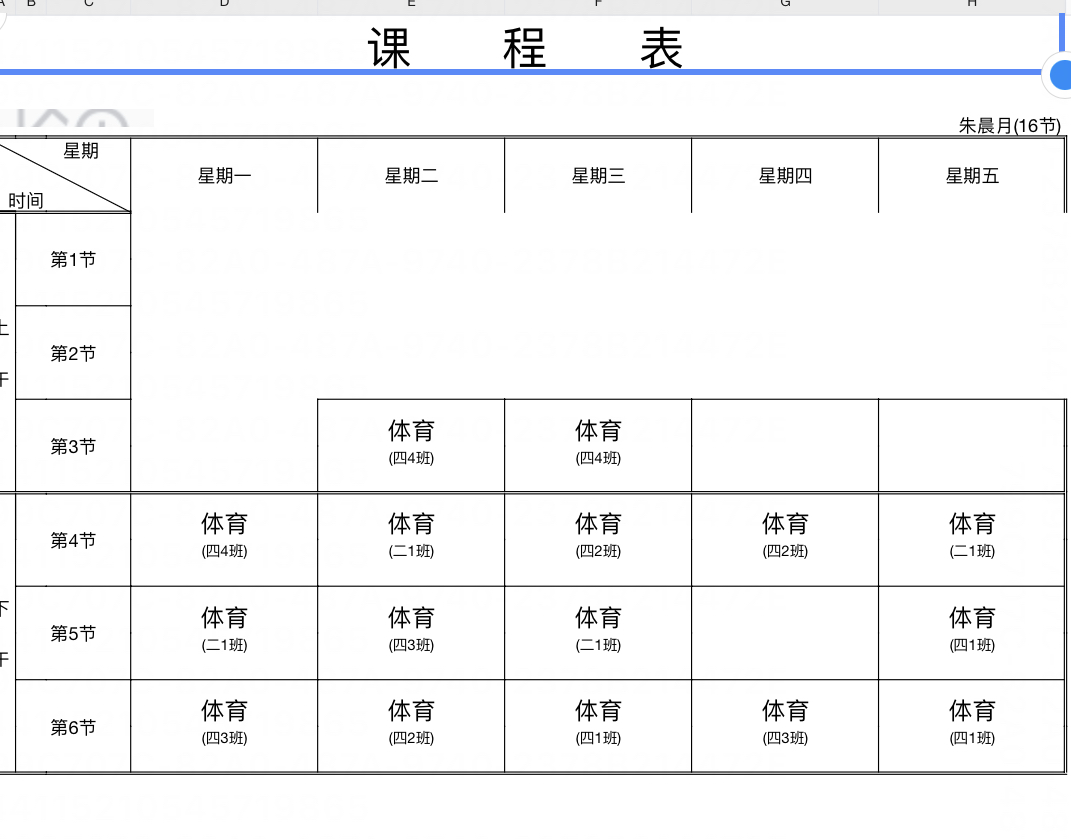 A B C D E F G H
课 程 表
朱晨月(16节)
星期
时间
星期一 星期二 星期三 星期四 星期五
第1节
上
第2节
午
第3节 体育 体育
(四4班) (四4班)
第4节 体育 体育 体育 体育 体育
(四4班) (二1班) (四2班) (四2班) (二1班)
下
第5节 体育 体育 体育 体育
(二1班) (四3班) (二1班) (四1班)
午
第6节 体育 体育 体育 体育 体育
(四3班) (四2班) (四1班) (四3班) (四1班)